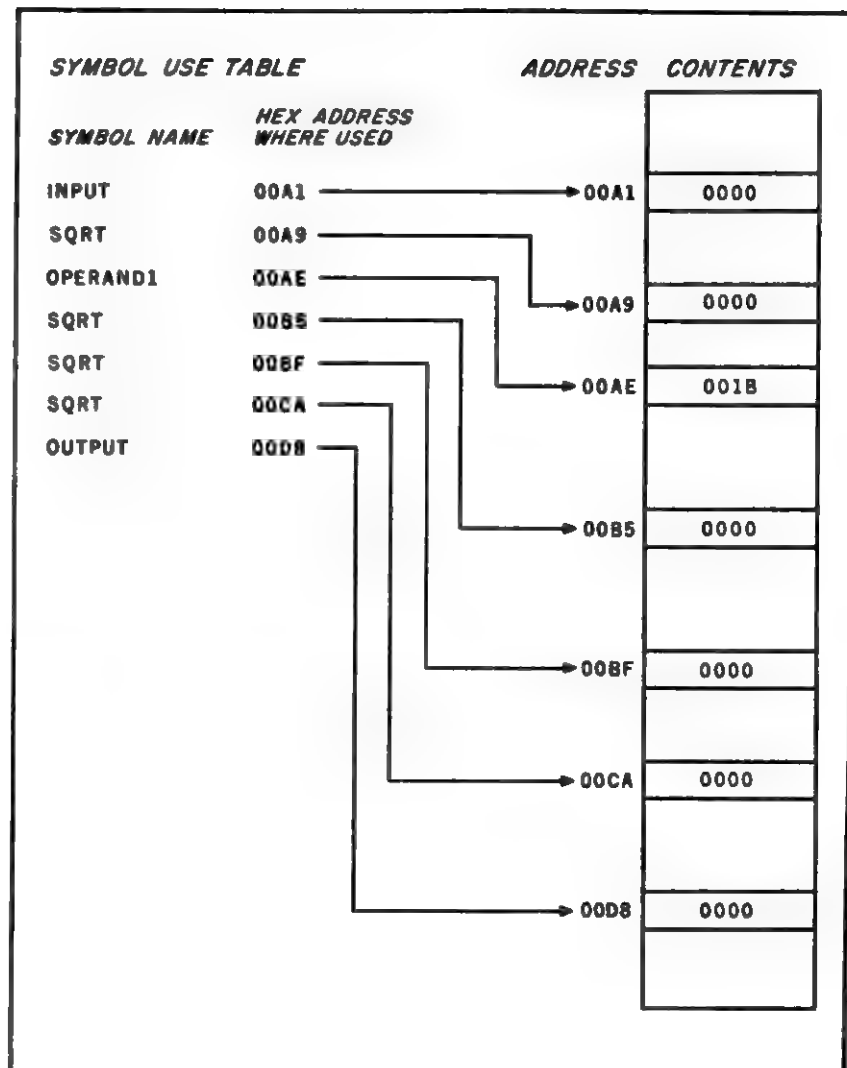 SYMBOL USE TABLE
ADDRESS CONTENTS
SYMBOL NAME HEX ADDRESS WHERE USED
INPUT 00A1 00A1 0000
SQRT 00A9
00A9 0000
OPERAND1 00AE
00AE 001B
SQRT 00B5
00B5 0000
SQRT 00BF
00BF 0000
SQRT 00CA
00CA 0000
OUTPUT 00D8
00D8 0000